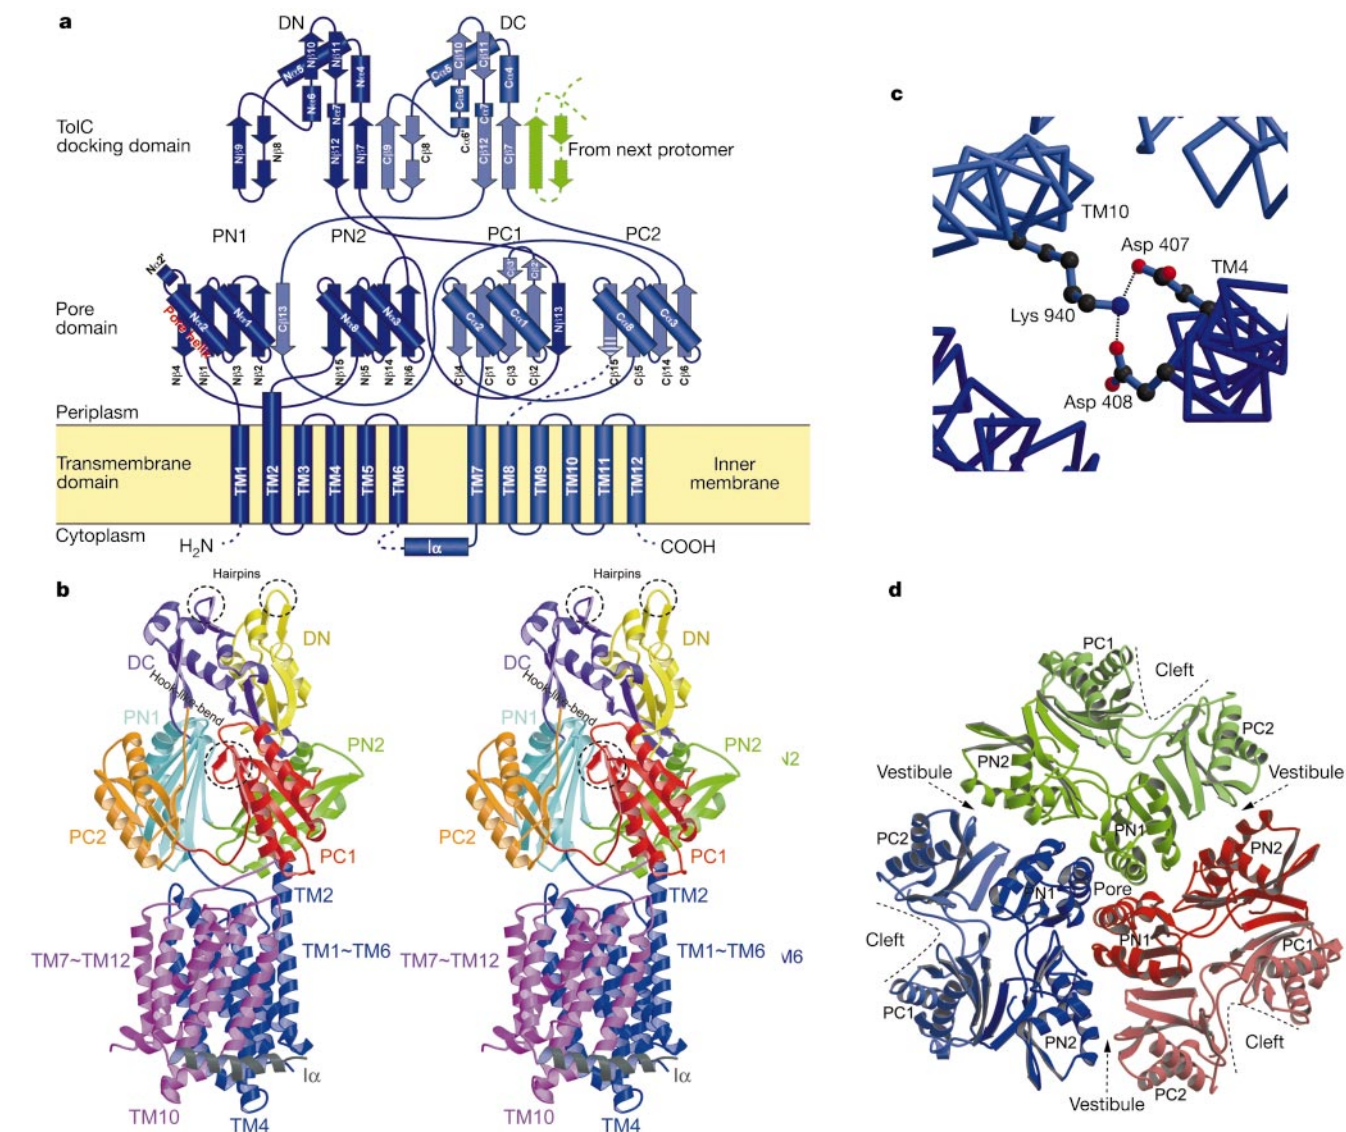 a
DN
DC
Nβ10
Nβ11
Nα5
Nα4
Nα6
Nα7
Nβ9
Nβ8
Nβ12
Nβ7
Cβ10
Cβ11
Cα5
Cα4
Cα6
Cα7
Cα6'
Cβ9
Cβ8
Cβ12
Cβ7
TolC
docking domain
From next protomer
PN1
PN2
PC1
PC2
Nα2'
Nα2
Nα1
Pore helix
Cβ13
Nα8
Nα3
Cβ3'
Cβ2'
Cα2
Cα1
Nβ13
Cα8
Cα3
Pore
domain
Nβ4
Nβ1
Nβ3
Nβ2
Nβ15
Nβ5
Nβ14
Nβ6
Cβ4
Cβ1
Cβ3
Cβ2
Cβ15
Cβ5
Cβ14
Cβ6
Periplasm
Transmembrane
domain
TM1
TM2
TM3
TM4
TM5
TM6
TM7
TM8
TM9
TM10
TM11
TM12
Inner
membrane
Cytoplasm
H2N
Iα
COOH
c
TM10
Asp 407
TM4
Lys 940
Asp 408
b
Hairpins
DN
DC
Hook-like-bend
PN1
PN2
PC2
PC1
TM2
TM7~TM12
TM1~TM6
Iα
TM10
TM4
Hairpins
DN
DC
Hook-like-bend
PN1
PN2
PC2
PC1
TM2
TM7~TM12
TM1~TM6
Iα
TM10
TM4
N2
M6
d
PC1
Cleft
PC2
PN2
Vestibule
Vestibule
PN1
PC2
PN2
PN1
Pore
PN1
Cleft
PC1
PC1
PN2
Cleft
PC2
Vestibule